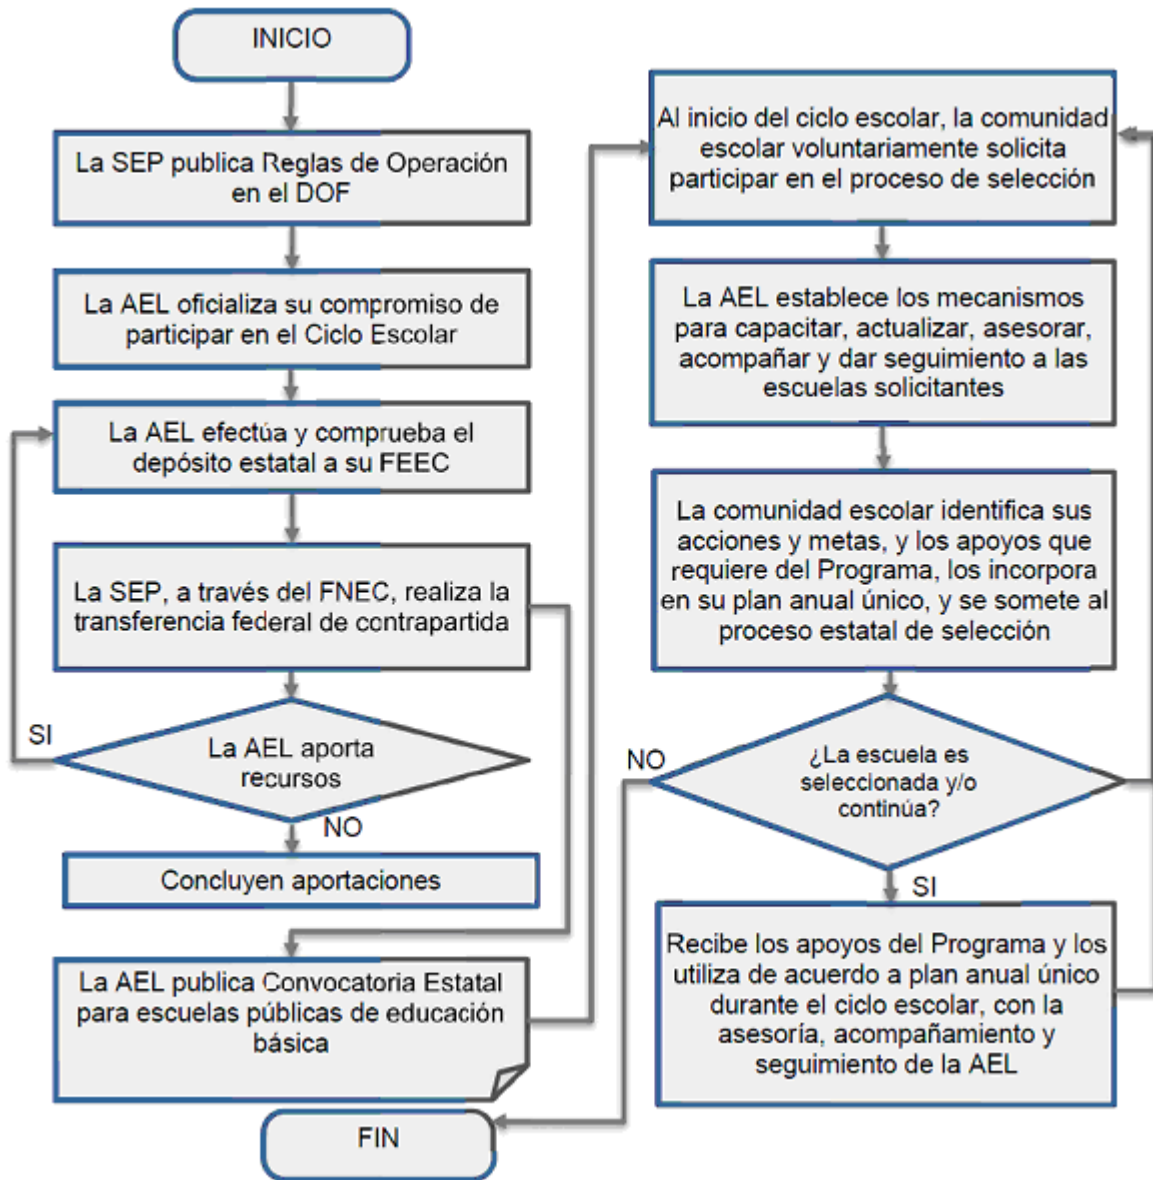 INICIO
La SEP publica Reglas de Operación
en el DOF
La AEL oficializa su compromiso de
participar en el Ciclo Escolar
La AEL efectúa y comprueba el
depósito estatal a su FEEC
La SEP, a través del FNEC, realiza la
transferencia federal de contrapartida
SI
La AEL aporta
recursos
NO
Concluyen aportaciones
La AEL publica Convocatoria Estatal
para escuelas públicas de educación
básica
FIN
Al inicio del ciclo escolar, la comunidad
escolar voluntariamente solicita
participar en el proceso de selección
La AEL establece los mecanismos
para capacitar, actualizar, asesorar,
acompañar y dar seguimiento a las
escuelas solicitantes
La comunidad escolar identifica sus
acciones y metas, y los apoyos que
requiere del Programa, los incorpora
en su plan anual único, y se somete al
proceso estatal de selección
NO
¿La escuela es
seleccionada y/o
continúa?
SI
Recibe los apoyos del Programa y los
utiliza de acuerdo a plan anual único
durante el ciclo escolar, con la
asesoría, acompañamiento y
seguimiento de la AEL